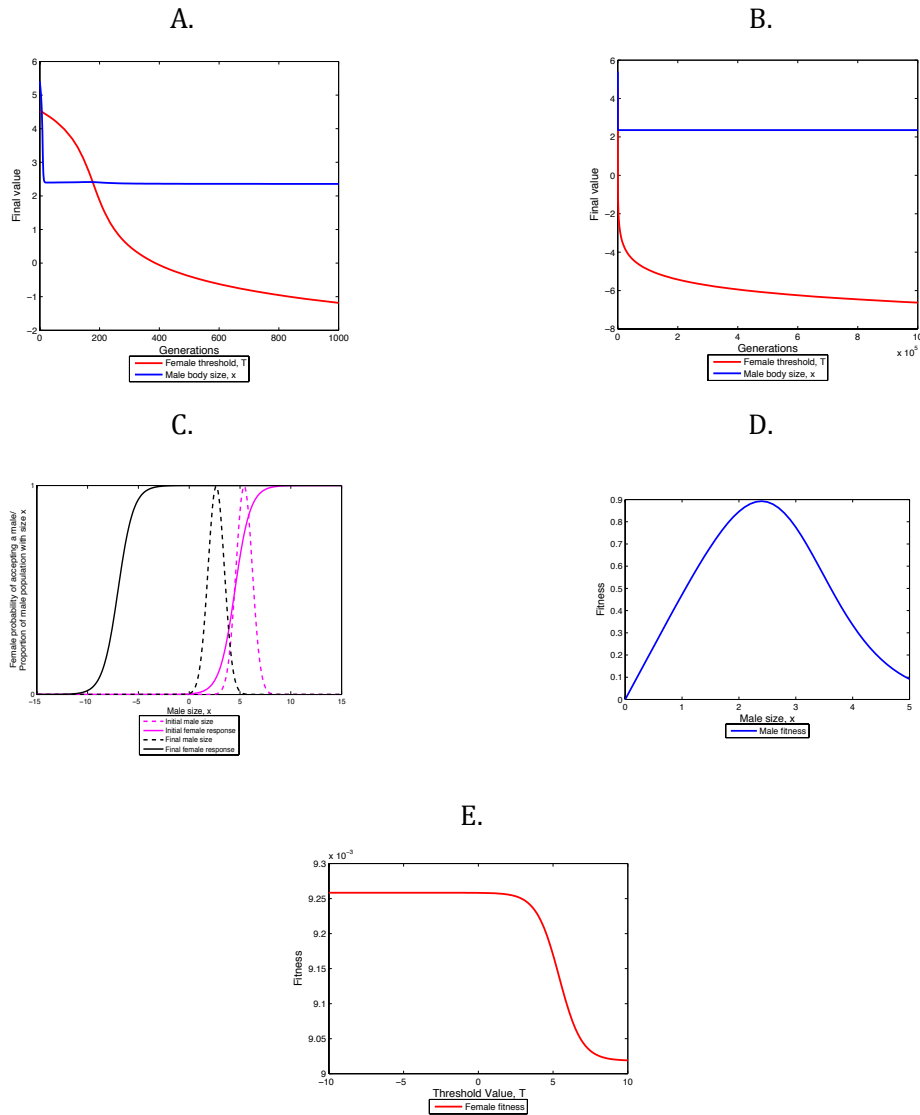 A.
B.
6
5
4
3
2
1
0
−1
−2
0 200 400 600 800 1000
Final value
Generations
Female threshold, T
Male body size, x
6
4
2
0
−2
−4
−6
−8
0 2 4 6 8 10
x 10^5
Final value
Generations
Female threshold, T
Male body size, x
C.
D.
1
0
−15 −10 −5 0 5 10 15
Female probability of accepting a male/
Proportion of male population with size x
Male size, x
Initial male size
Initial female response
Final male size
Final female response
0.9
0.8
0.7
0.6
0.5
0.4
0.3
0.2
0.1
0
0 1 2 3 4 5
Fitness
Male size, x
Male fitness
E.
x 10^-3
9.3
9.25
9.2
9.15
9.1
9.05
9
−10 −5 0 5 10
Fitness
Threshold Value, T
Female fitness